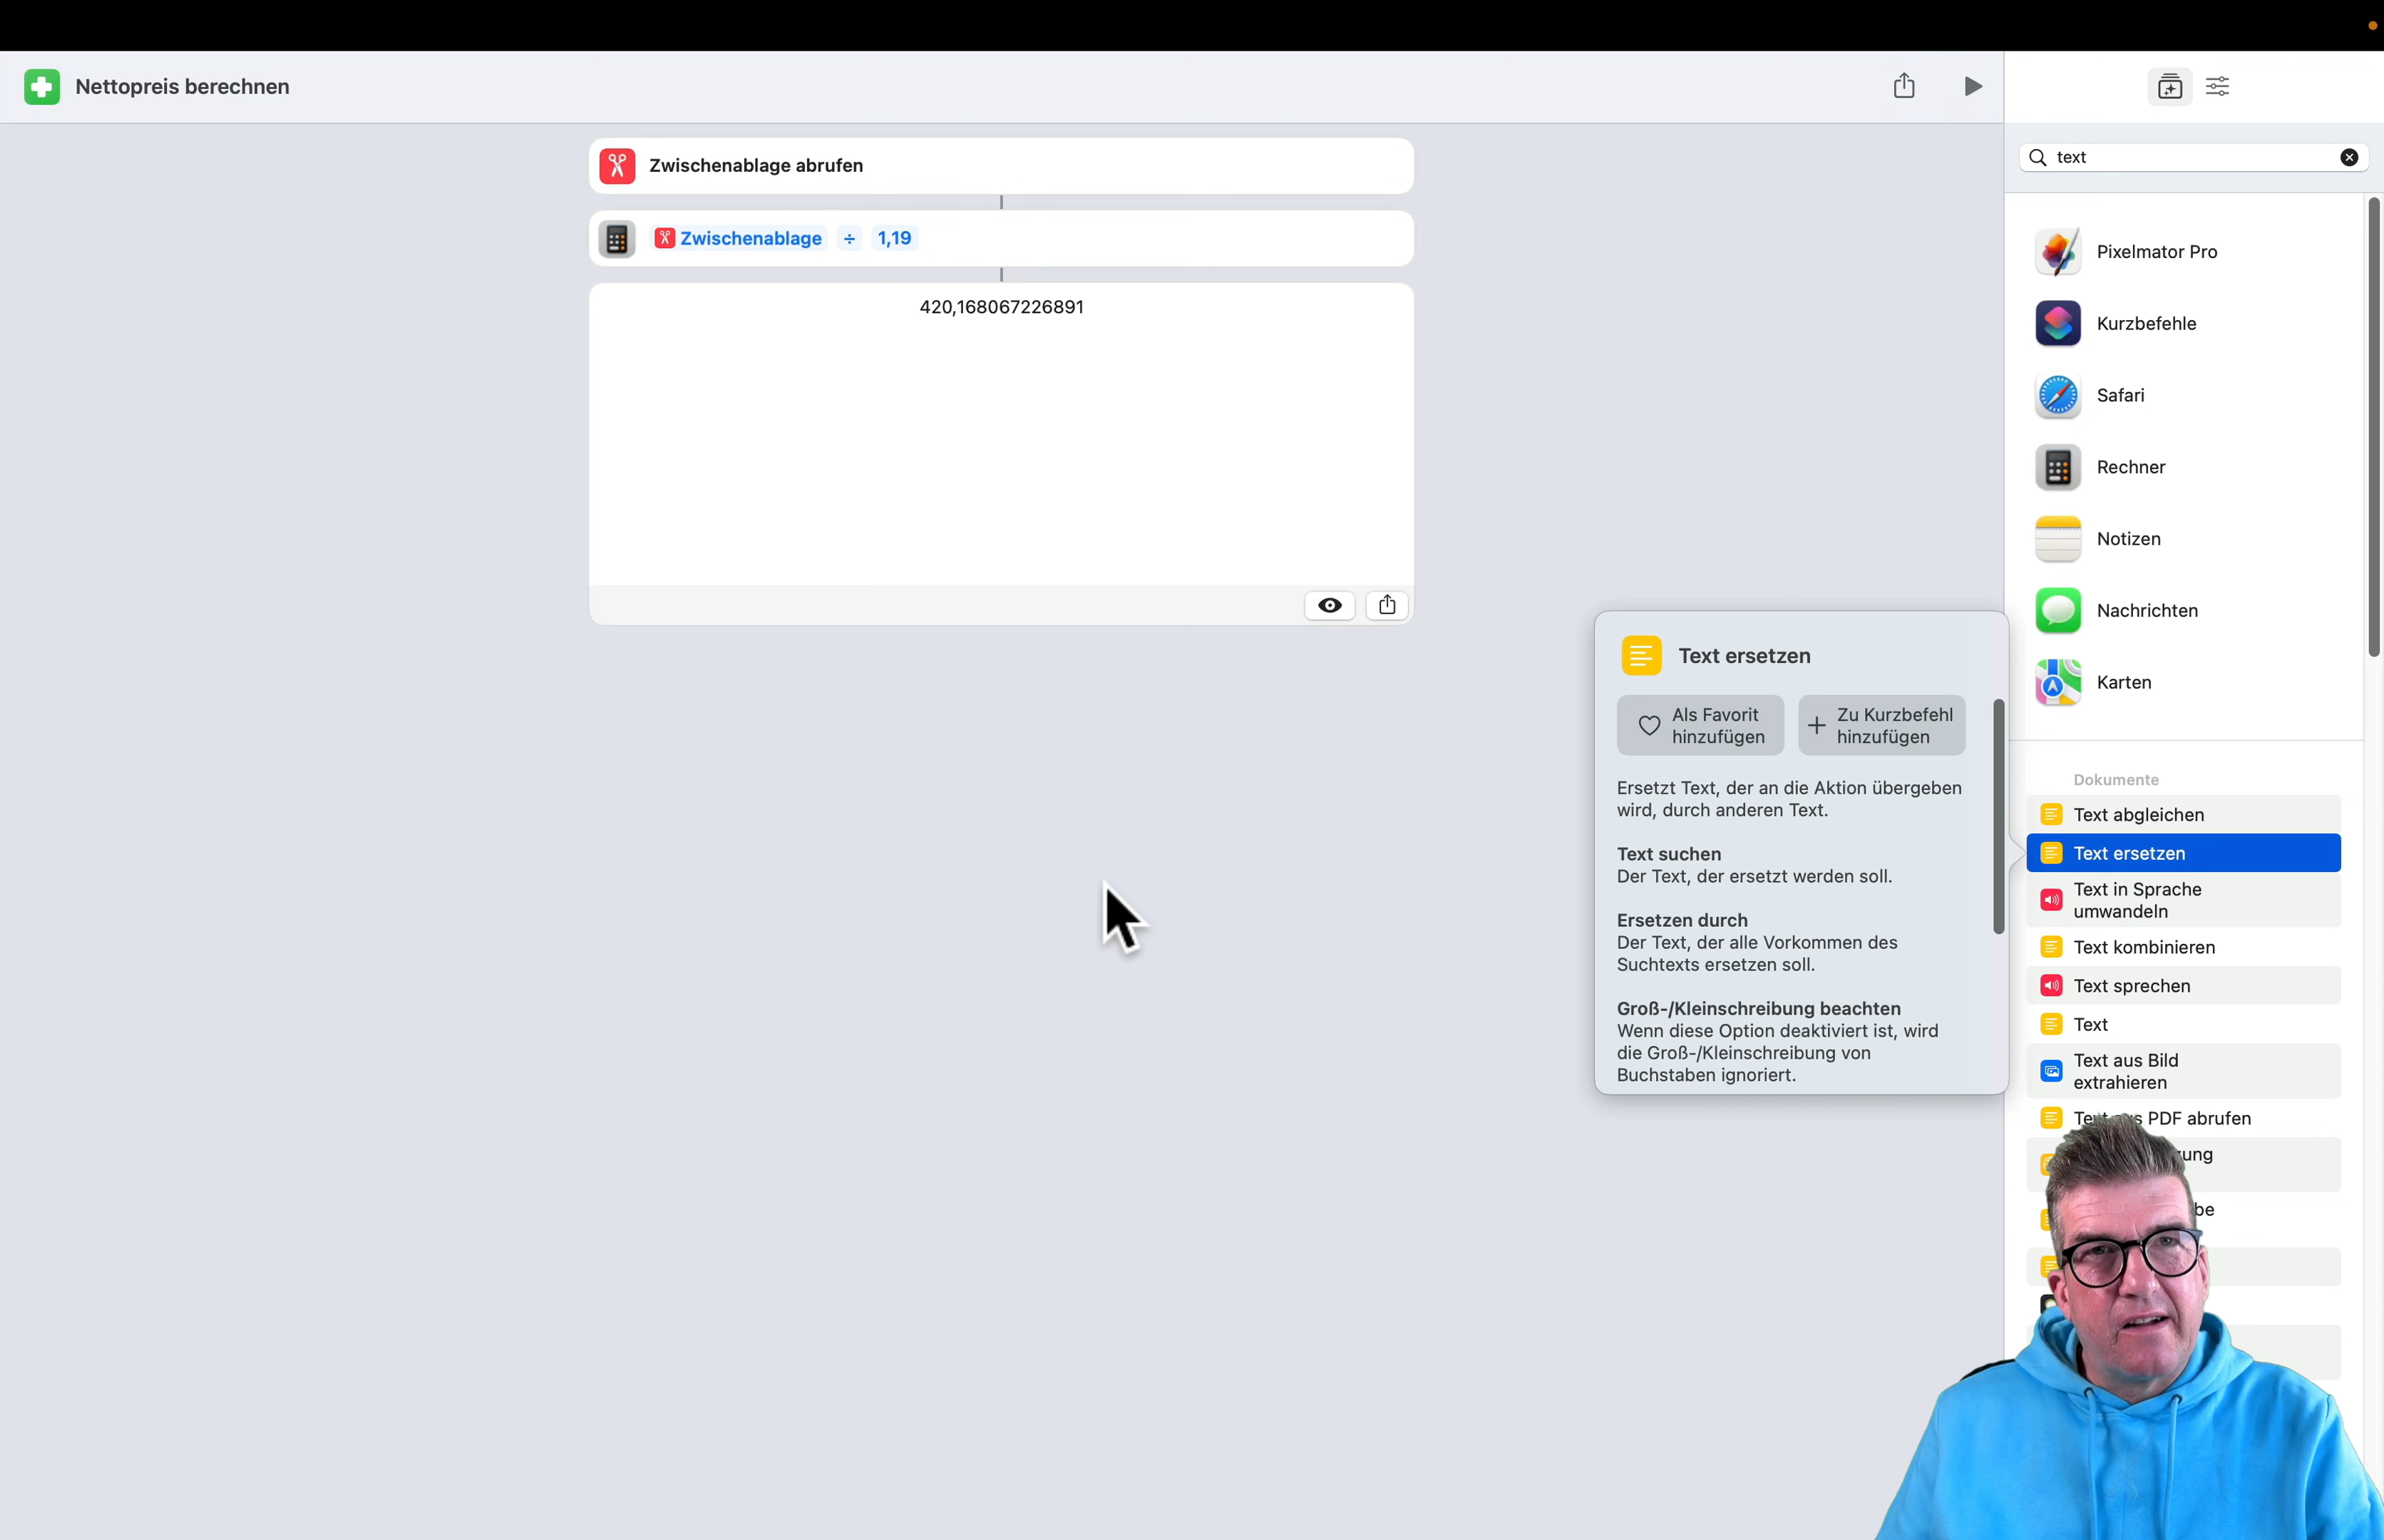 Nettopreis berechnen
text
Zwischenablage abrufen
Zwischenablage ÷ 1,19
420,168067226891
Pixelmator Pro
Kurzbefehle
Safari
Rechner
Notizen
Nachrichten
Karten
Text ersetzen
Als Favorit
hinzufügen
Zu Kurzbefehl
hinzufügen
Ersetzt Text, der an die Aktion übergeben
wird, durch anderen Text.
Text suchen
Der Text, der ersetzt werden soll.
Ersetzen durch
Der Text, der alle Vorkommen des
Suchtexts ersetzen soll.
Groß-/Kleinschreibung beachten
Wenn diese Option deaktiviert ist, wird
die Groß-/Kleinschreibung von
Buchstaben ignoriert.
Dokumente
Text abgleichen
Text ersetzen
Text in Sprache
umwandeln
Text kombinieren
Text sprechen
Text
Text aus Bild
extrahieren
Text aus PDF abrufen